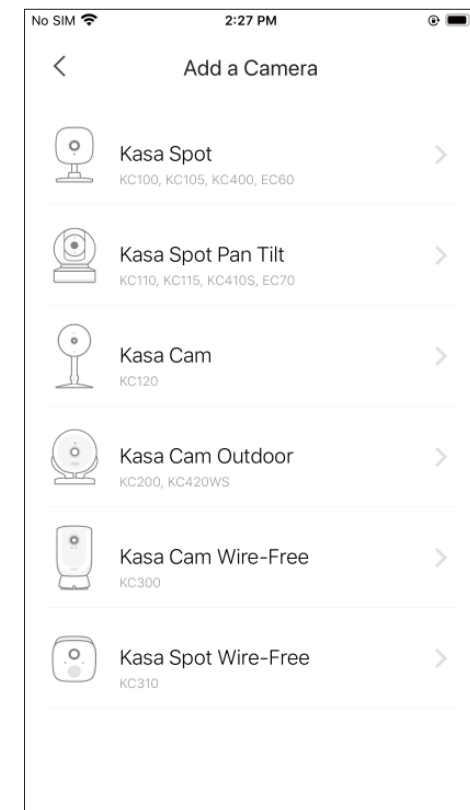 No SIM 2:27 PM
Add a Camera
Kasa Spot
KC100, KC105, KC400, EC60
Kasa Spot Pan Tilt
KC110, KC115, KC410S, EC70
Kasa Cam
KC120
Kasa Cam Outdoor
KC200, KC420WS
Kasa Cam Wire-Free
KC300
Kasa Spot Wire-Free
KC310